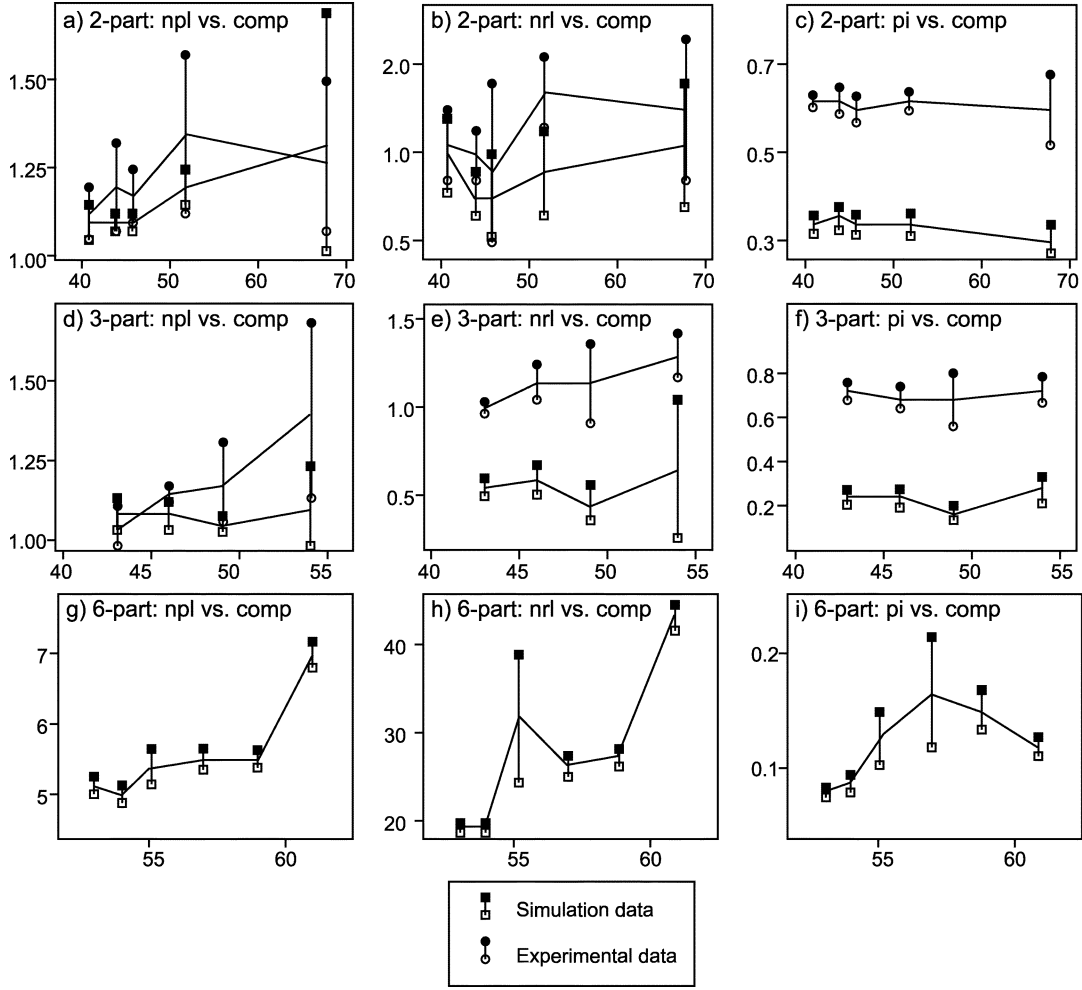 a) 2-part: npl vs. comp
1.50
1.25
1.00
40 50 60 70
b) 2-part: nrl vs. comp
2.0
1.0
0.5
40 50 60 70
c) 2-part: pi vs. comp
0.7
0.5
0.3
40 50 60 70
d) 3-part: npl vs. comp
1.50
1.25
1.00
40 45 50 55
e) 3-part: nrl vs. comp
1.5
1.0
0.5
40 45 50 55
f) 3-part: pi vs. comp
0.8
0.6
0.4
0.2
40 45 50 55
g) 6-part: npl vs. comp
7
6
5
55 60
h) 6-part: nrl vs. comp
40
30
20
55 60
i) 6-part: pi vs. comp
0.2
0.1
55 60
Simulation data
Experimental data